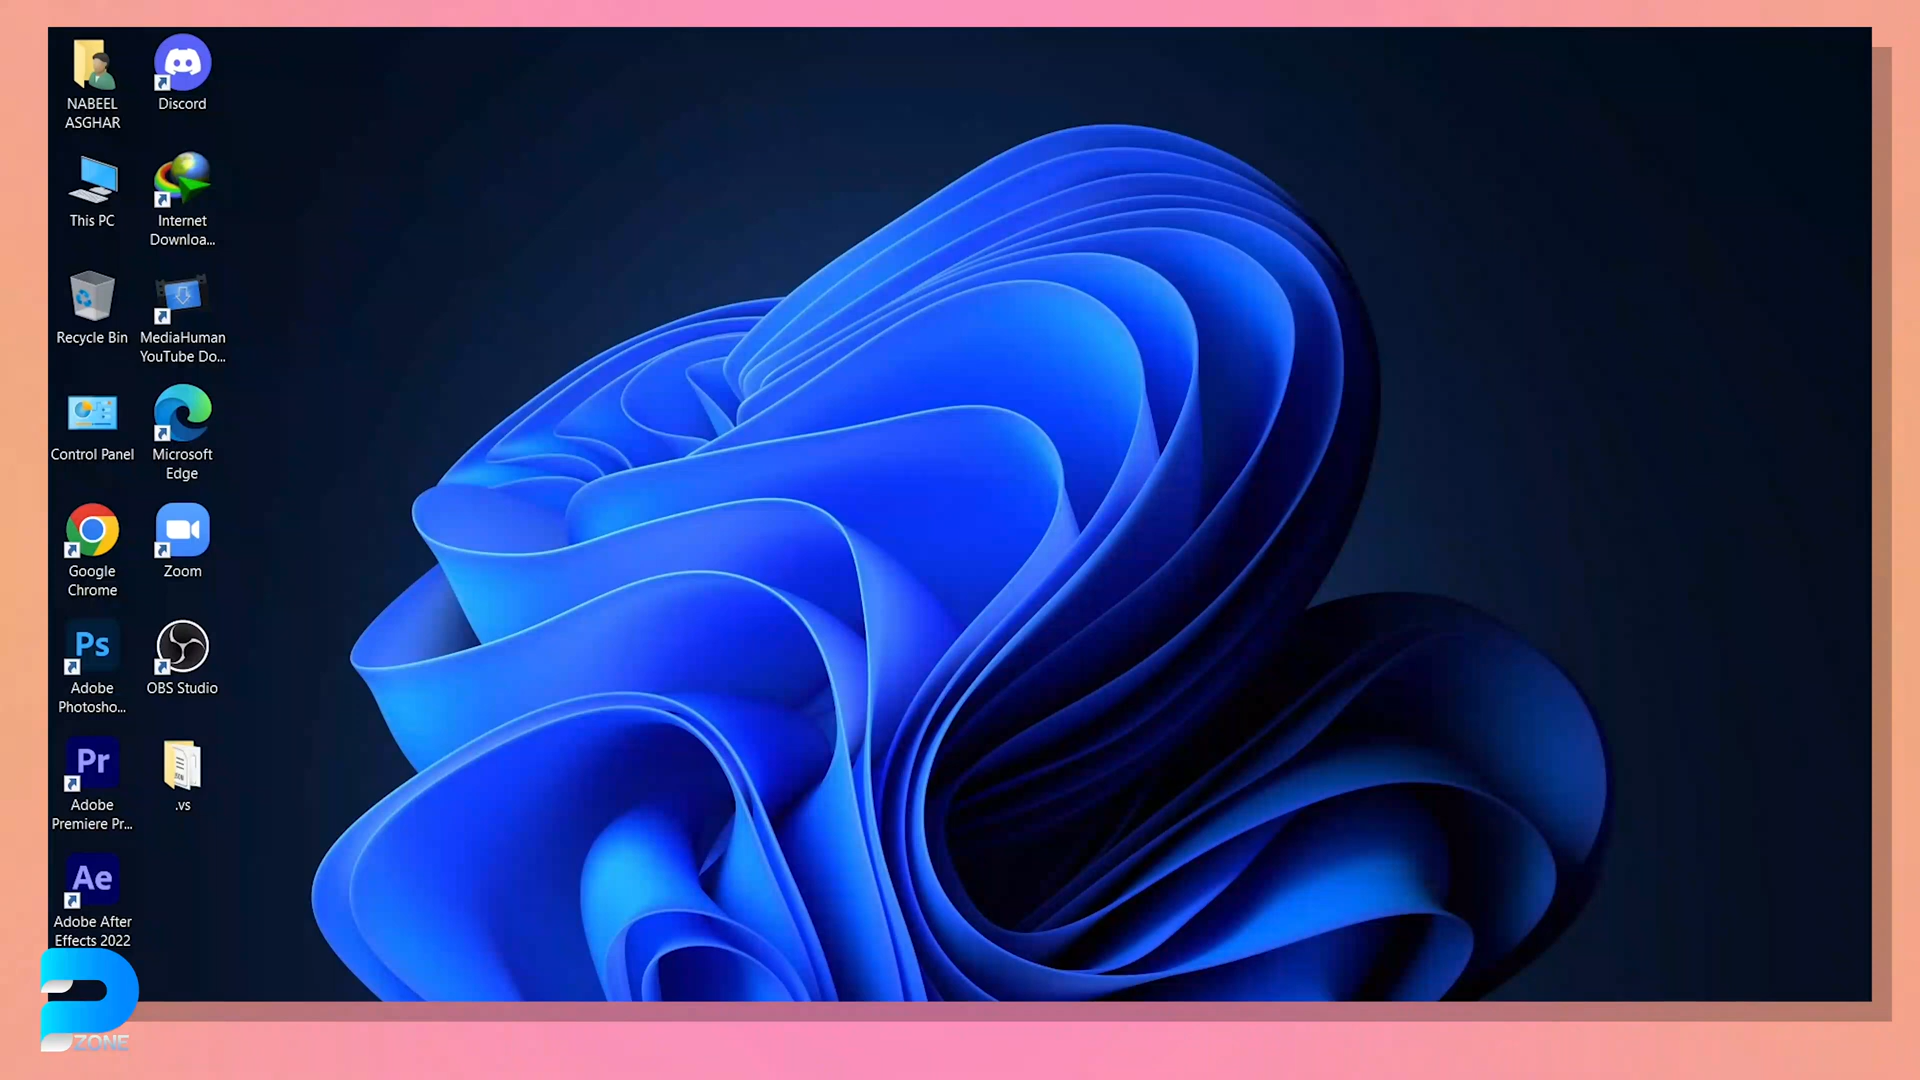 NABEEL
ASGHAR
Discord
This PC
Internet
Downloa...
Recycle Bin
MediaHuman
YouTube Do...
Control Panel
Microsoft
Edge
Google
Chrome
Zoom
Ps
Adobe
Photosho...
OBS Studio
Pr
Adobe
Premiere Pr...
.vs
Ae
Adobe After
Effects 2022
ZONE